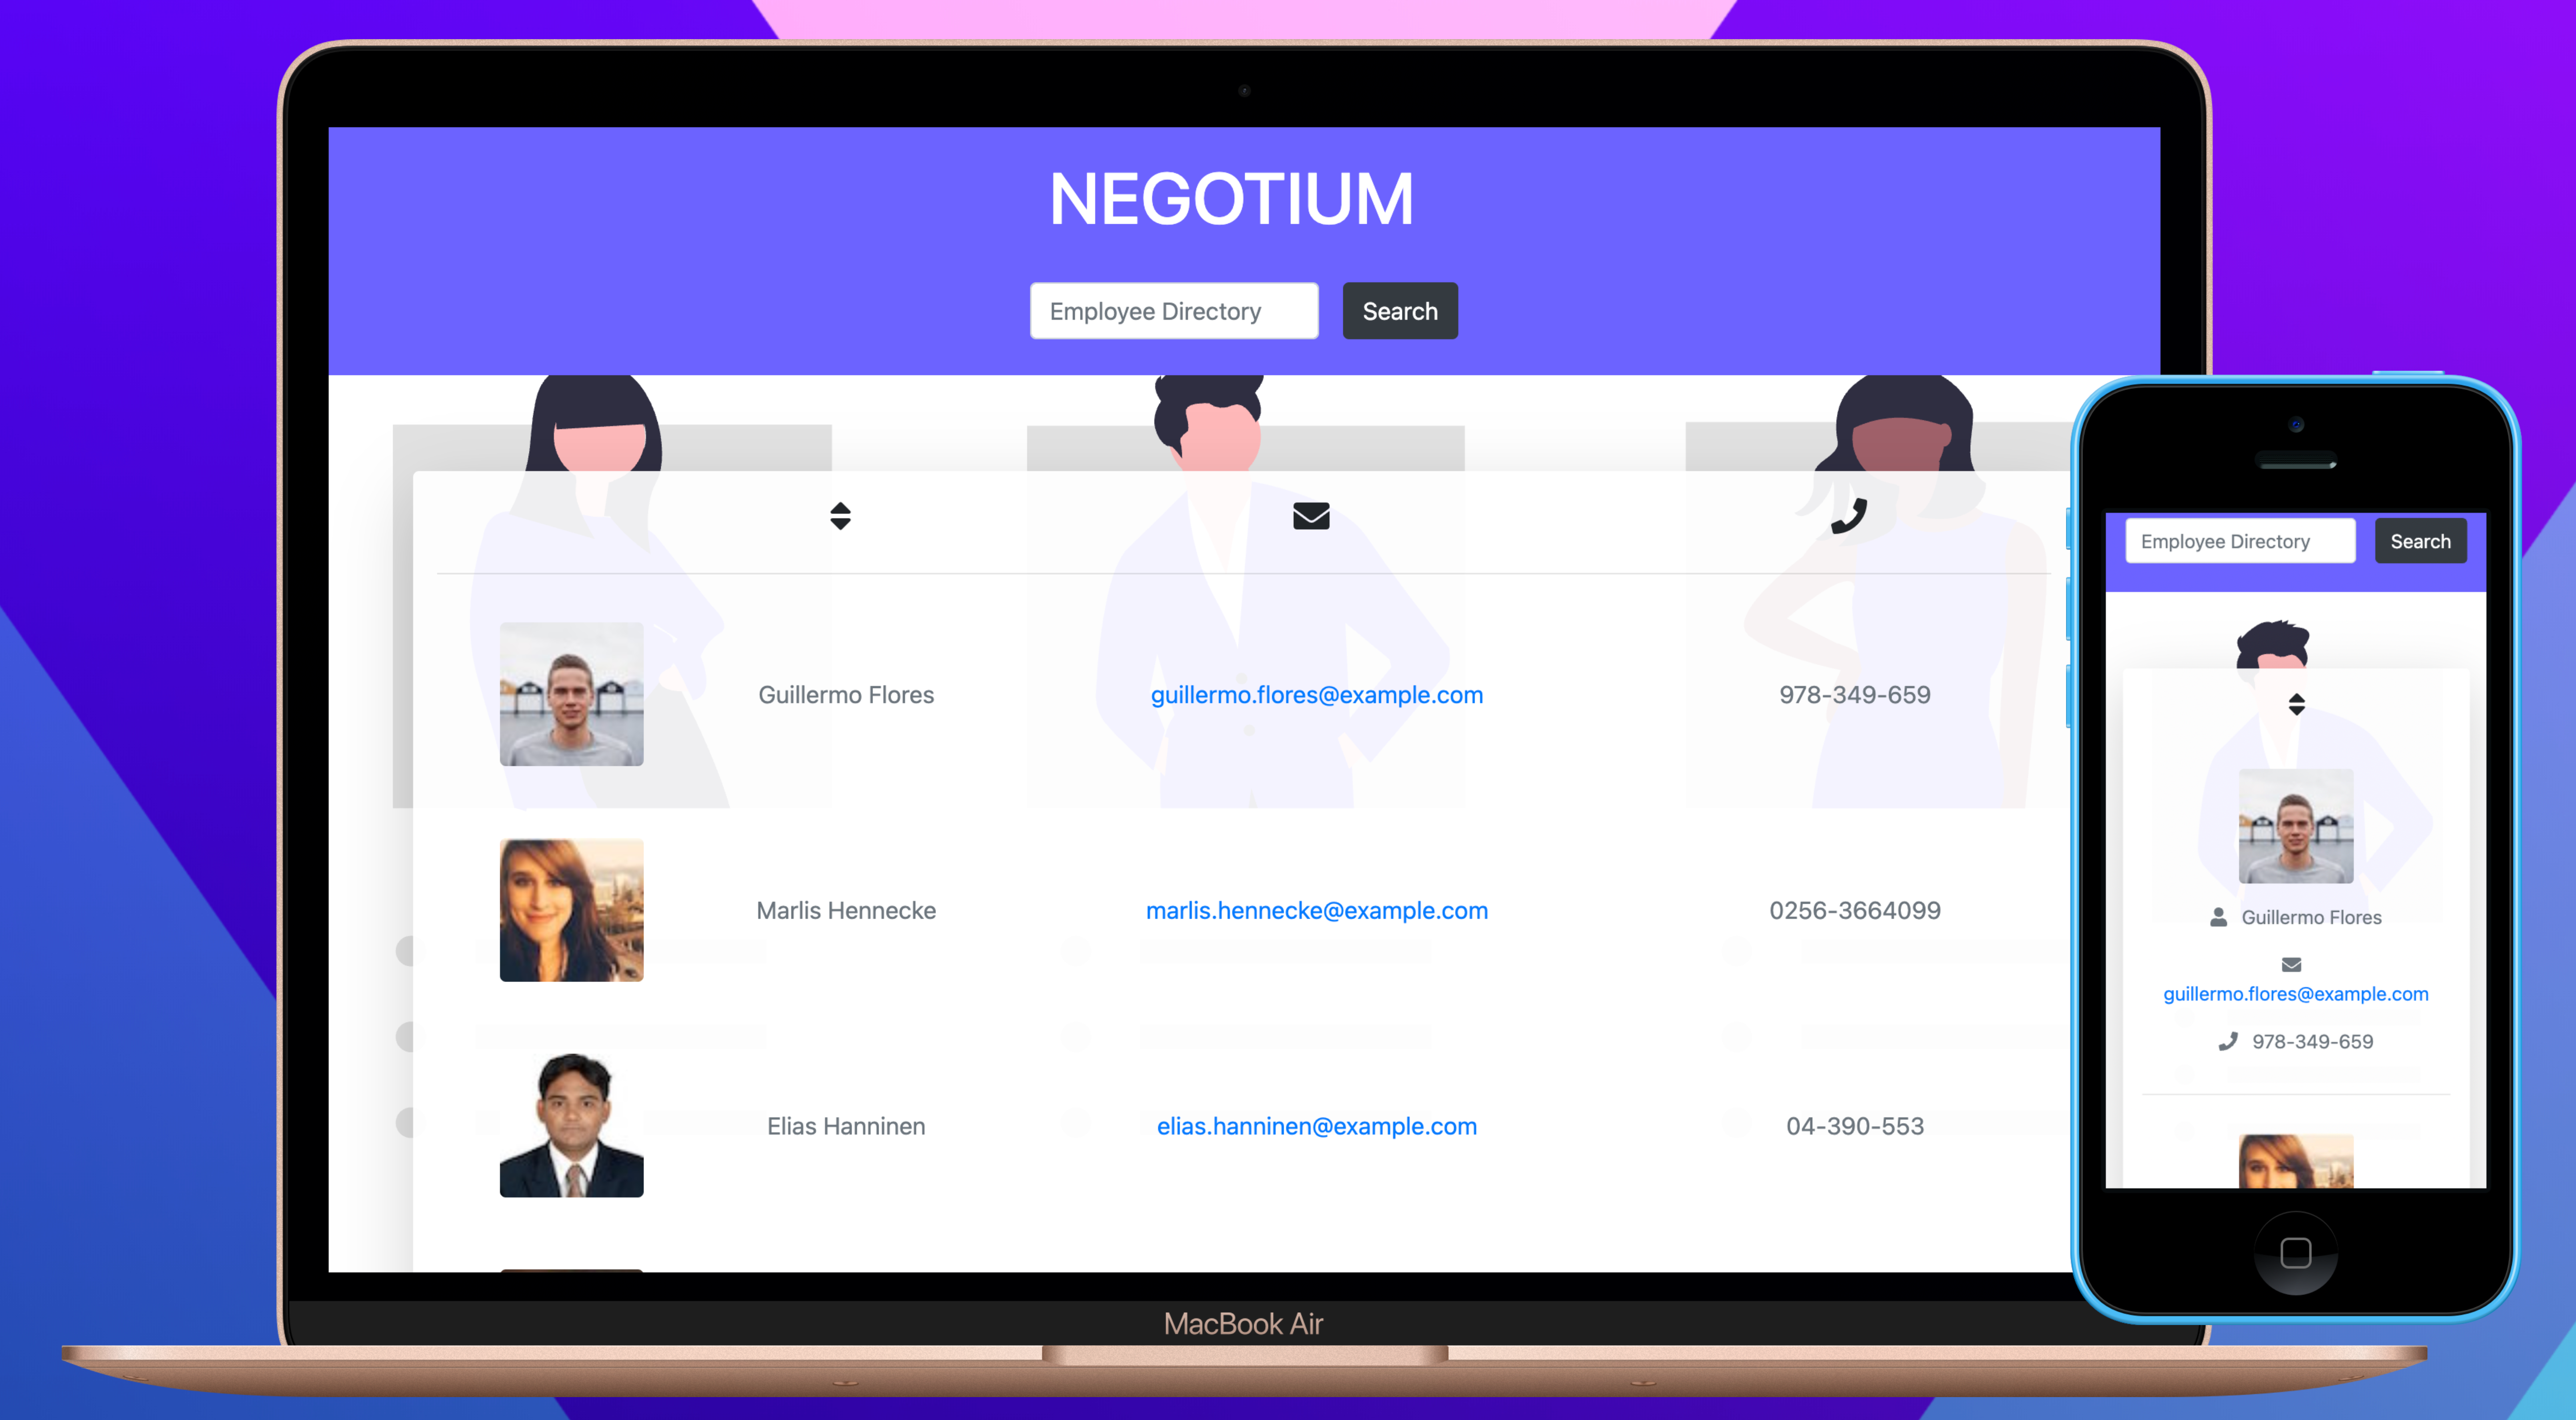 NEGOTIUM
Employee Directory Search
Guillermo Flores guillermo.flores@example.com 978-349-659
Marlis Hennecke marlis.hennecke@example.com 0256-3664099
Elias Hanninen elias.hanninen@example.com 04-390-553
MacBook Air
Employee Directory Search
Guillermo Flores
guillermo.flores@example.com
978-349-659